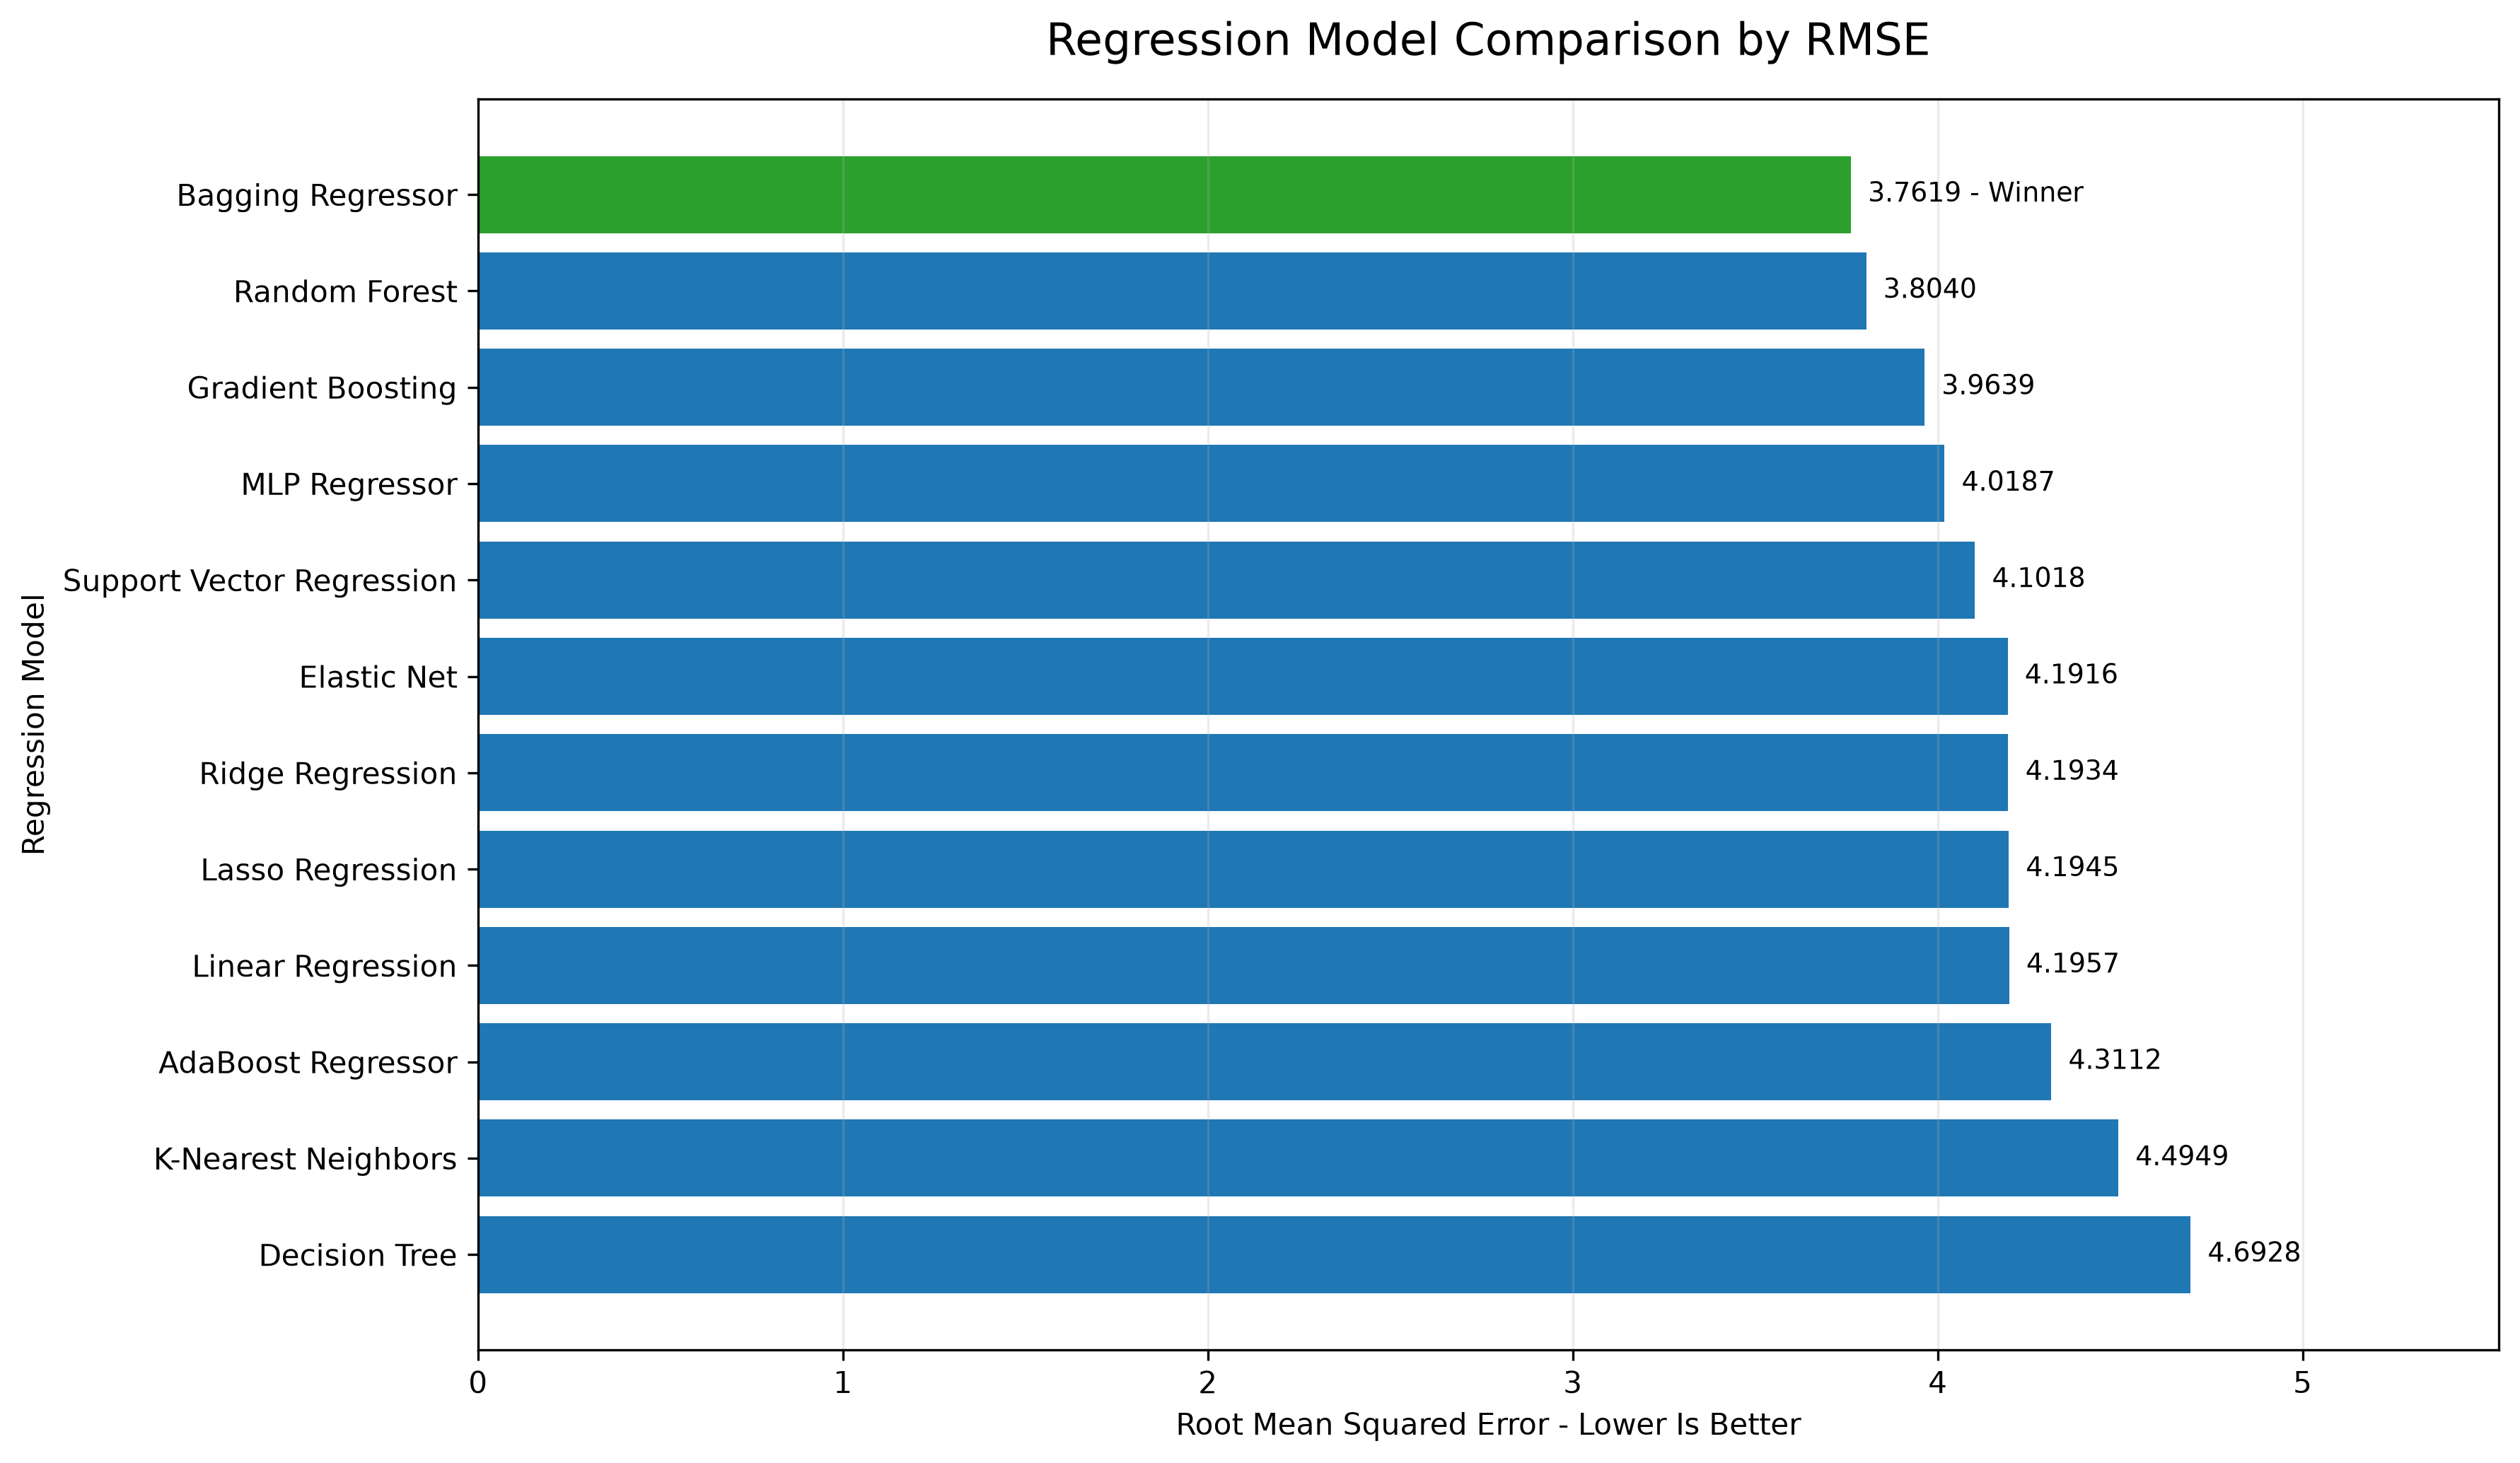 Regression Model Comparison by RMSE
Regression Model
Bagging Regressor
3.7619 - Winner
Random Forest
3.8040
Gradient Boosting
3.9639
MLP Regressor
4.0187
Support Vector Regression
4.1018
Elastic Net
4.1916
Ridge Regression
4.1934
Lasso Regression
4.1945
Linear Regression
4.1957
AdaBoost Regressor
4.3112
K-Nearest Neighbors
4.4949
Decision Tree
4.6928
0 1 2 3 4 5
Root Mean Squared Error - Lower Is Better